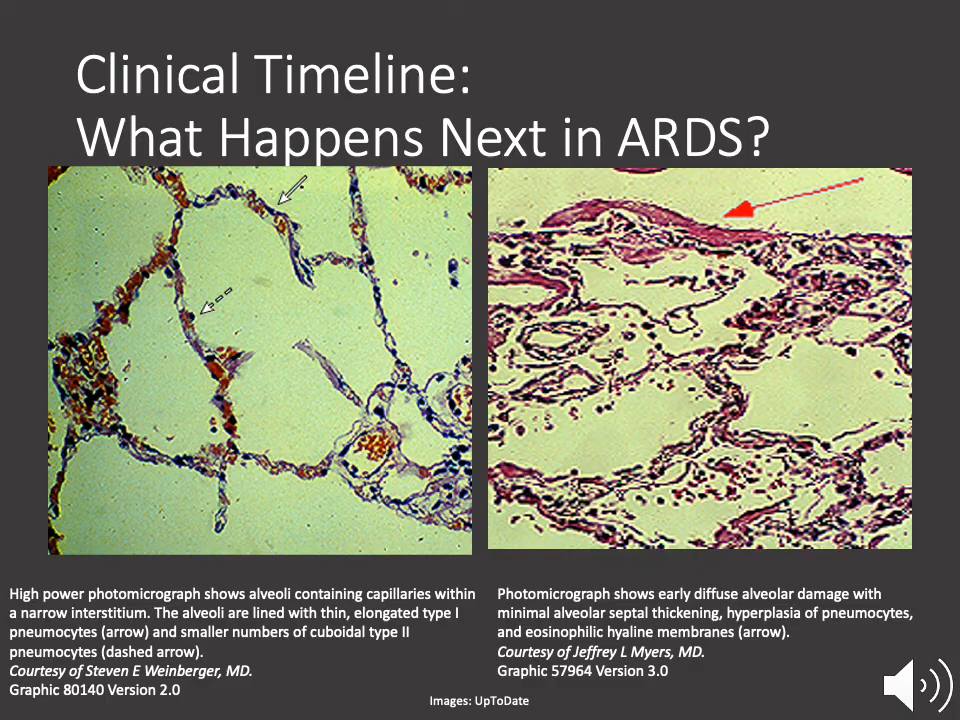 Clinical Timeline:
What Happens Next in ARDS?
High power photomicrograph shows alveoli containing capillaries within
a narrow interstitium. The alveoli are lined with thin, elongated type I
pneumocytes (arrow) and smaller numbers of cuboidal type II
pneumocytes (dashed arrow).
Courtesy of Steven E Weinberger, MD.
Graphic 80140 Version 2.0
Photomicrograph shows early diffuse alveolar damage with
minimal alveolar septal thickening, hyperplasia of pneumocytes,
and eosinophilic hyaline membranes (arrow).
Courtesy of Jeffrey L Myers, MD.
Graphic 57964 Version 3.0
Images: UpToDate